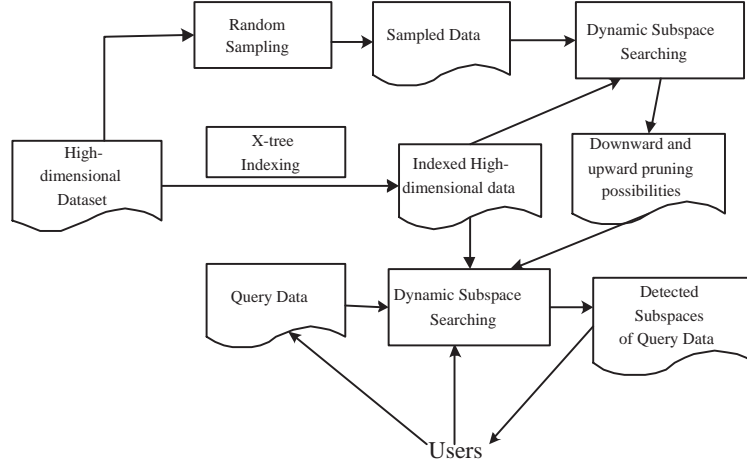 Random
Sampling
Sampled Data
Dynamic Subspace
Searching
High-
dimensional
Dataset
X-tree
Indexing
Indexed High-
dimensional data
Downward and
upward pruning
possibilities
Query Data
Dynamic Subspace
Searching
Detected
Subspaces
of Query Data
Users